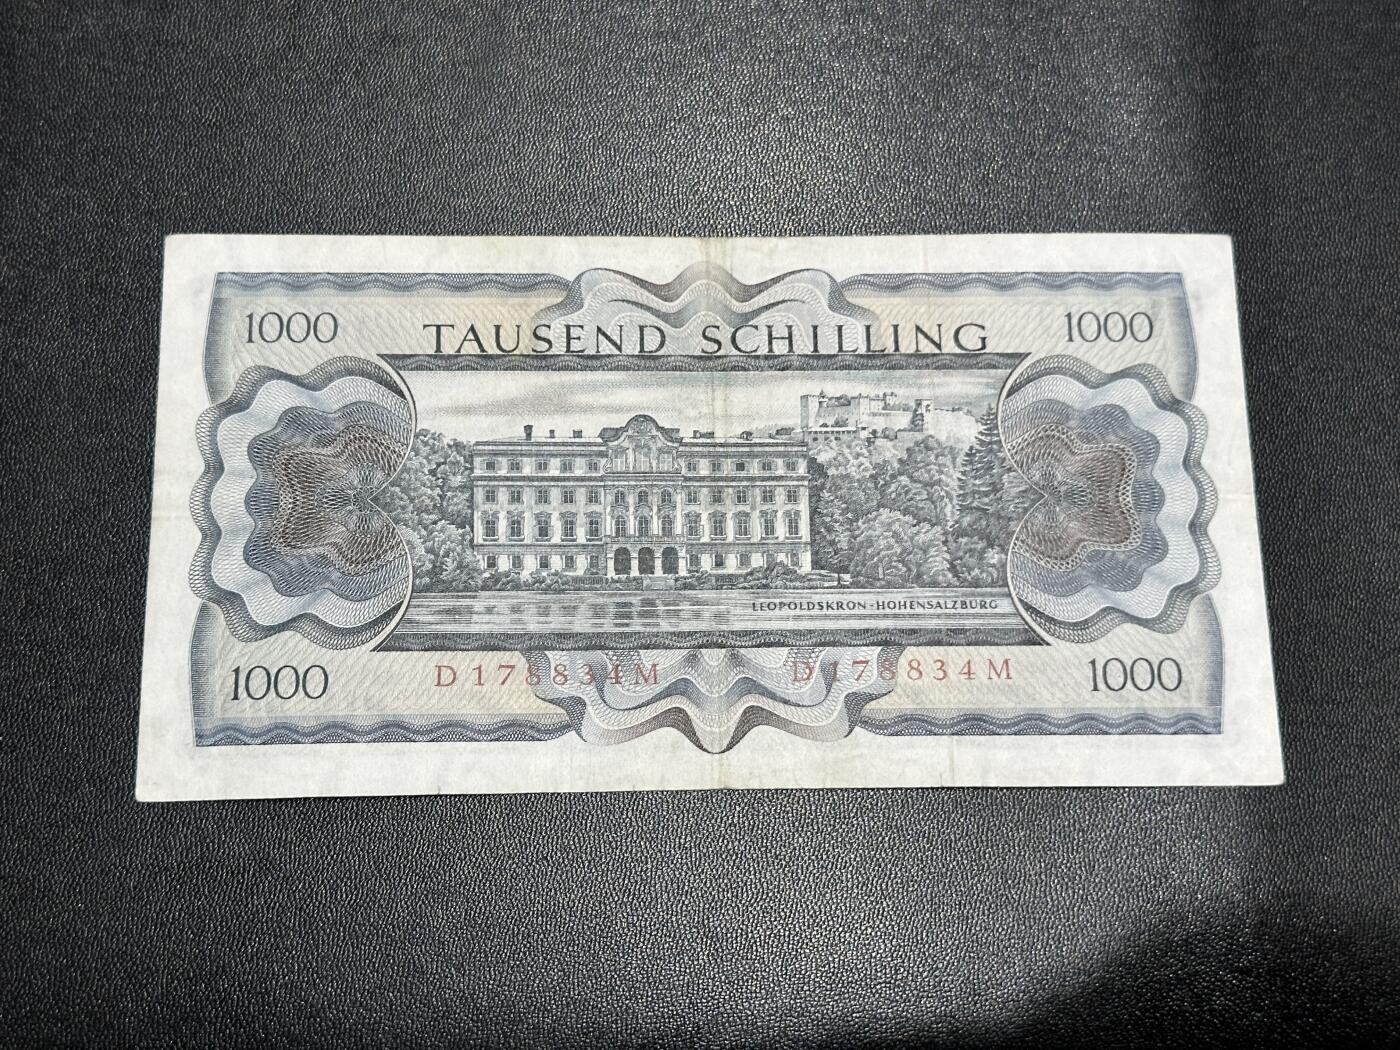 1000 TAUSEND SCHILLING 1000
LEOPOLDSKRON-HOHENSALZBURG
1000 D178834M D178834M 1000